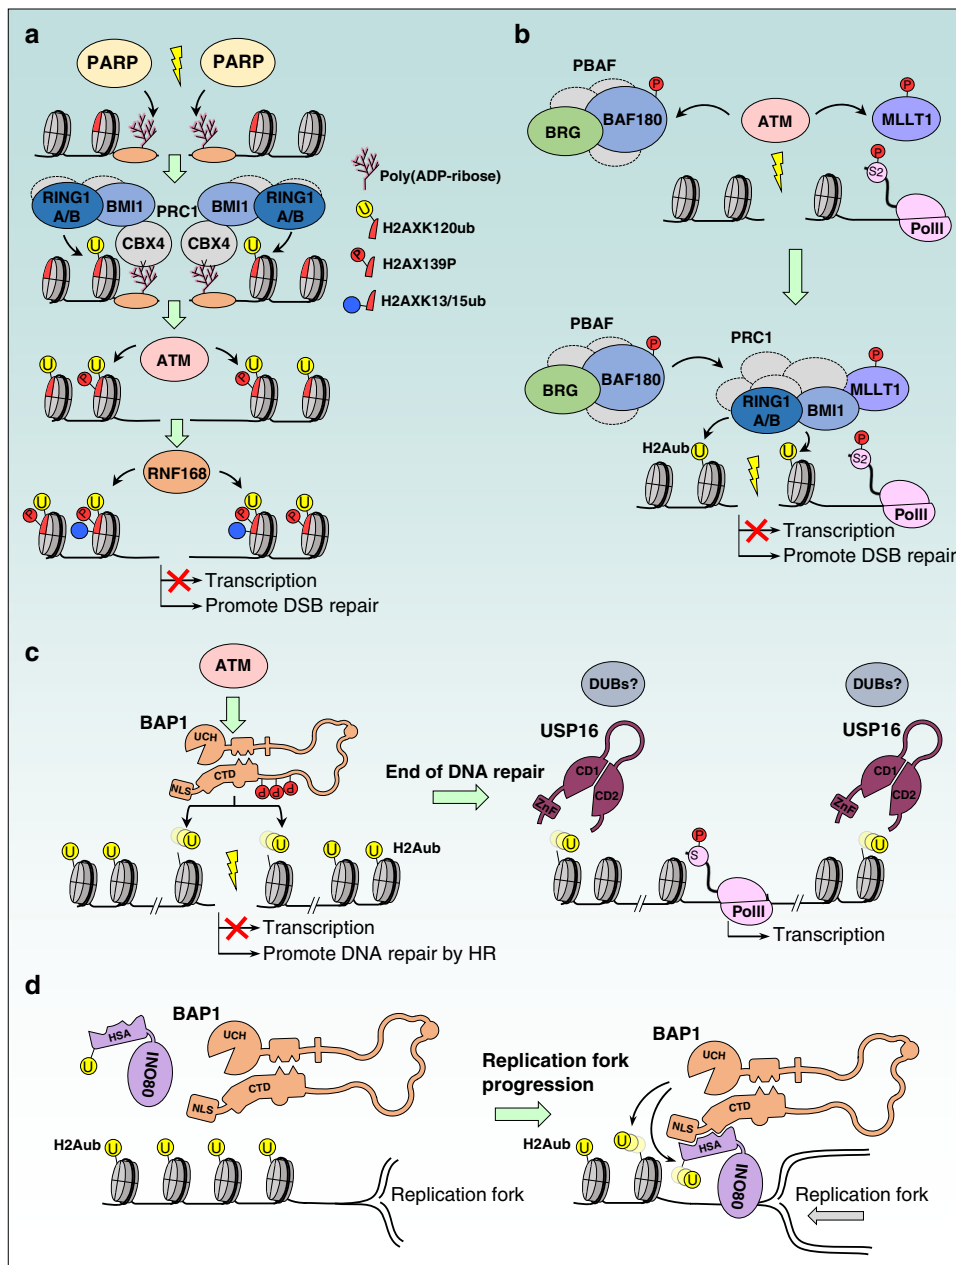 a
PARP
PARP
RING1
A/B
BMI1
PRC1
BMI1
RING1
A/B
CBX4
CBX4
U
U
Poly(ADP-ribose)
U
H2AXK120ub
P
H2AX139P
H2AXK13/15ub
ATM
U
U
U
U
P
P
RNF168
U
U
U
U
P
P
P
P
Transcription
Promote DSB repair
b
PBAF
P
BRG
BAF180
ATM
P
MLLT1
P
S2
PolII
PBAF
P
BRG
BAF180
PRC1
P
MLLT1
RING1
A/B
BMI1
H2Aub
U
U
P
S2
PolII
Transcription
Promote DSB repair
c
ATM
BAP1
UCH
CTD
NLS
P
P
P
U
U
U
U
U
U
H2Aub
Transcription
Promote DNA repair by HR
End of DNA repair
DUBs?
USP16
CD1
CD2
ZnF
U
DUBs?
USP16
CD1
CD2
ZnF
U
P
S
PolII
Transcription
d
HSA
U
INO80
BAP1
UCH
CTD
NLS
H2Aub
U
U
U
U
Replication fork
Replication fork
progression
BAP1
UCH
CTD
NLS
HSA
INO80
H2Aub
U
U
U
Replication fork